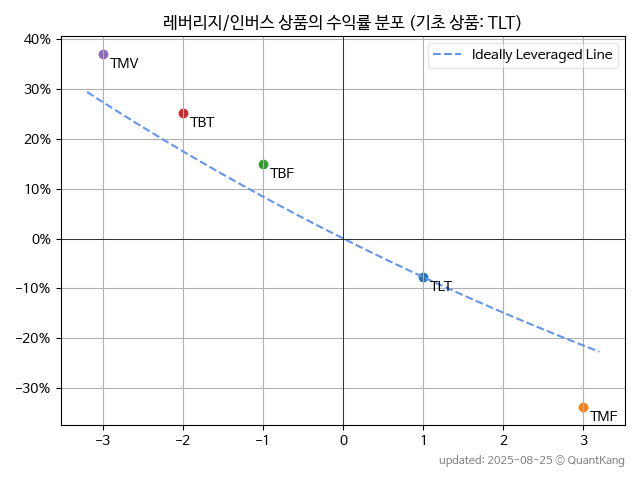 레버리지/인버스 상품의 수익률 분포 (기초 상품: TLT)
40%
30%
20%
10%
0%
−10%
−20%
−30%
Ideally Leveraged Line
TMV
TBT
TBF
TLT
TMF
−3
−2
−1
0
1
2
3
updated: 2025-08-25 © QuantKang